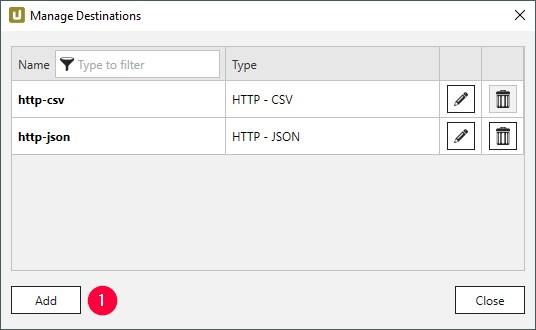 Manage Destinations
Name Type to filter Type
http-csv HTTP - CSV
http-json HTTP - JSON
Add 1 Close